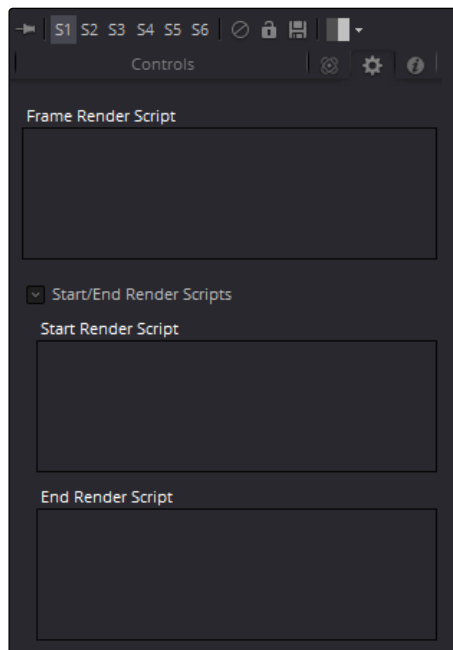 S1 S2 S3 S4 S5 S6
Controls
Frame Render Script
Start/End Render Scripts
Start Render Script
End Render Script